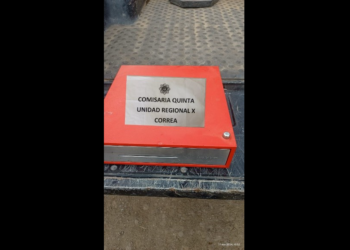 COMISARIA QUINTA
UNIDAD REGIONAL X
CORREA